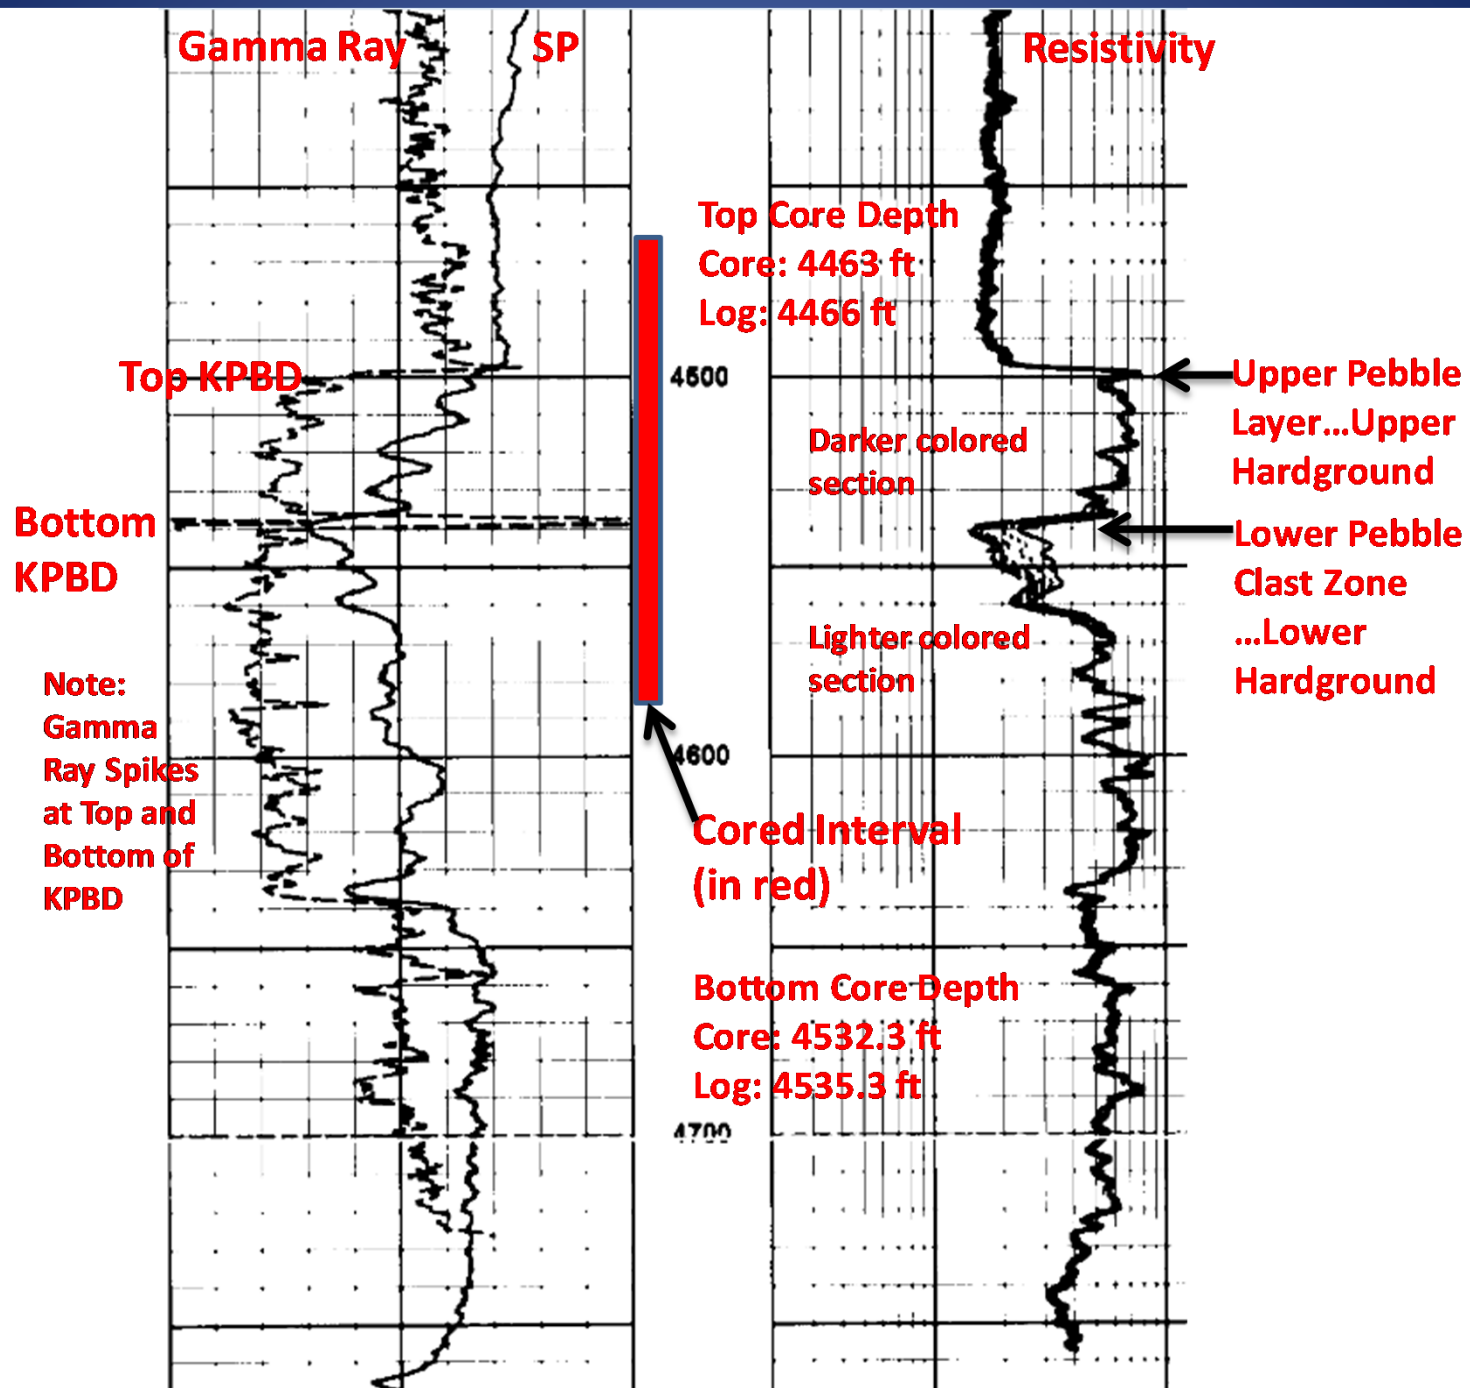 Gamma Ray
SP
Resistivity
Top Core Depth
Core: 4463 ft
Log: 4466 ft
Top KPBD
4500
Upper Pebble
Layer...Upper
Hardground
Darker colored
section
Bottom
KPBD
Lower Pebble
Clast Zone
...Lower
Hardground
Lighter colored
section
Note:
Gamma
Ray Spikes
at Top and
Bottom of
KPBD
4600
Cored Interval
(in red)
Bottom Core Depth
Core: 4532.3 ft
Log: 4535.3 ft
4700